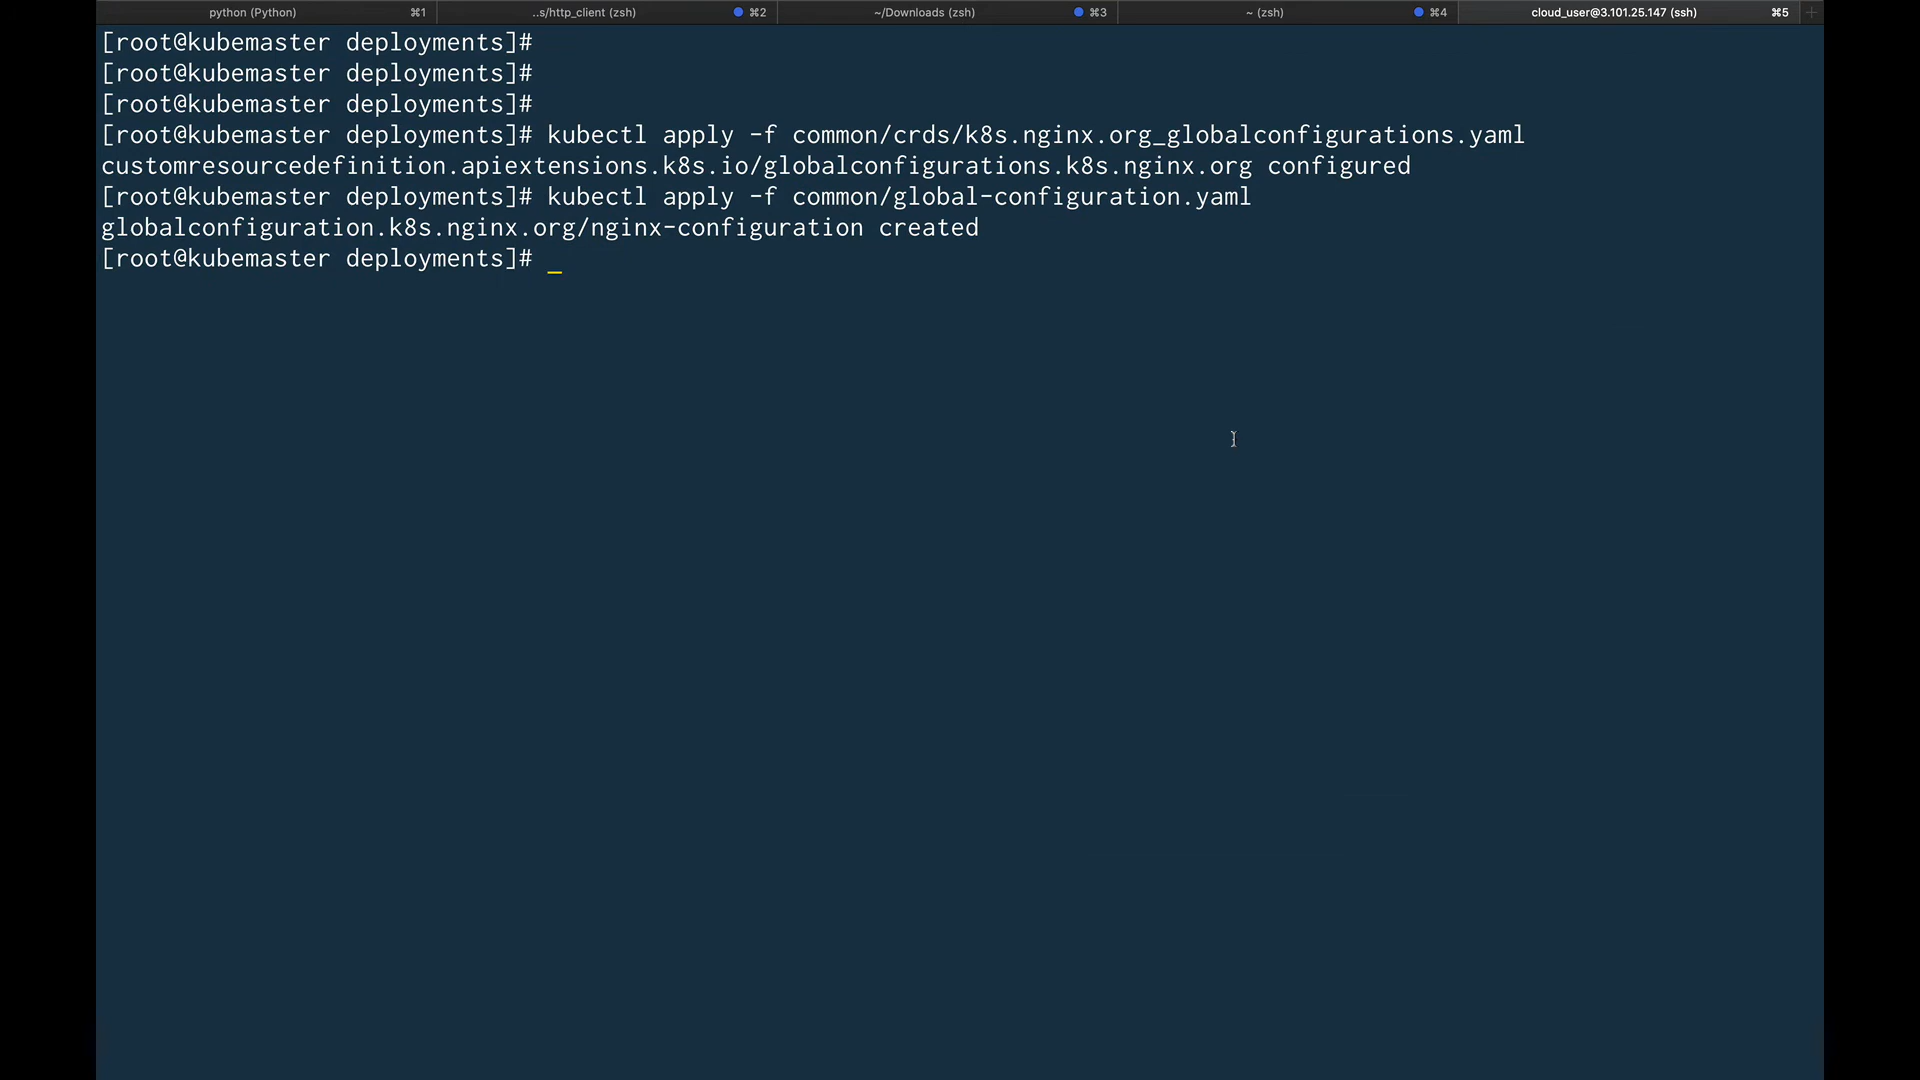 python (Python) ⌘1 ..s/http_client (zsh) ⌘2 ~/Downloads (zsh) ⌘3 ~ (zsh) ⌘4 cloud_user@3.101.25.147 (ssh) ⌘5 +
[root@kubemaster deployments]#
[root@kubemaster deployments]#
[root@kubemaster deployments]#
[root@kubemaster deployments]# kubectl apply -f common/crds/k8s.nginx.org_globalconfigurations.yaml
customresourcedefinition.apiextensions.k8s.io/globalconfigurations.k8s.nginx.org configured
[root@kubemaster deployments]# kubectl apply -f common/global-configuration.yaml
globalconfiguration.k8s.nginx.org/nginx-configuration created
[root@kubemaster deployments]# _